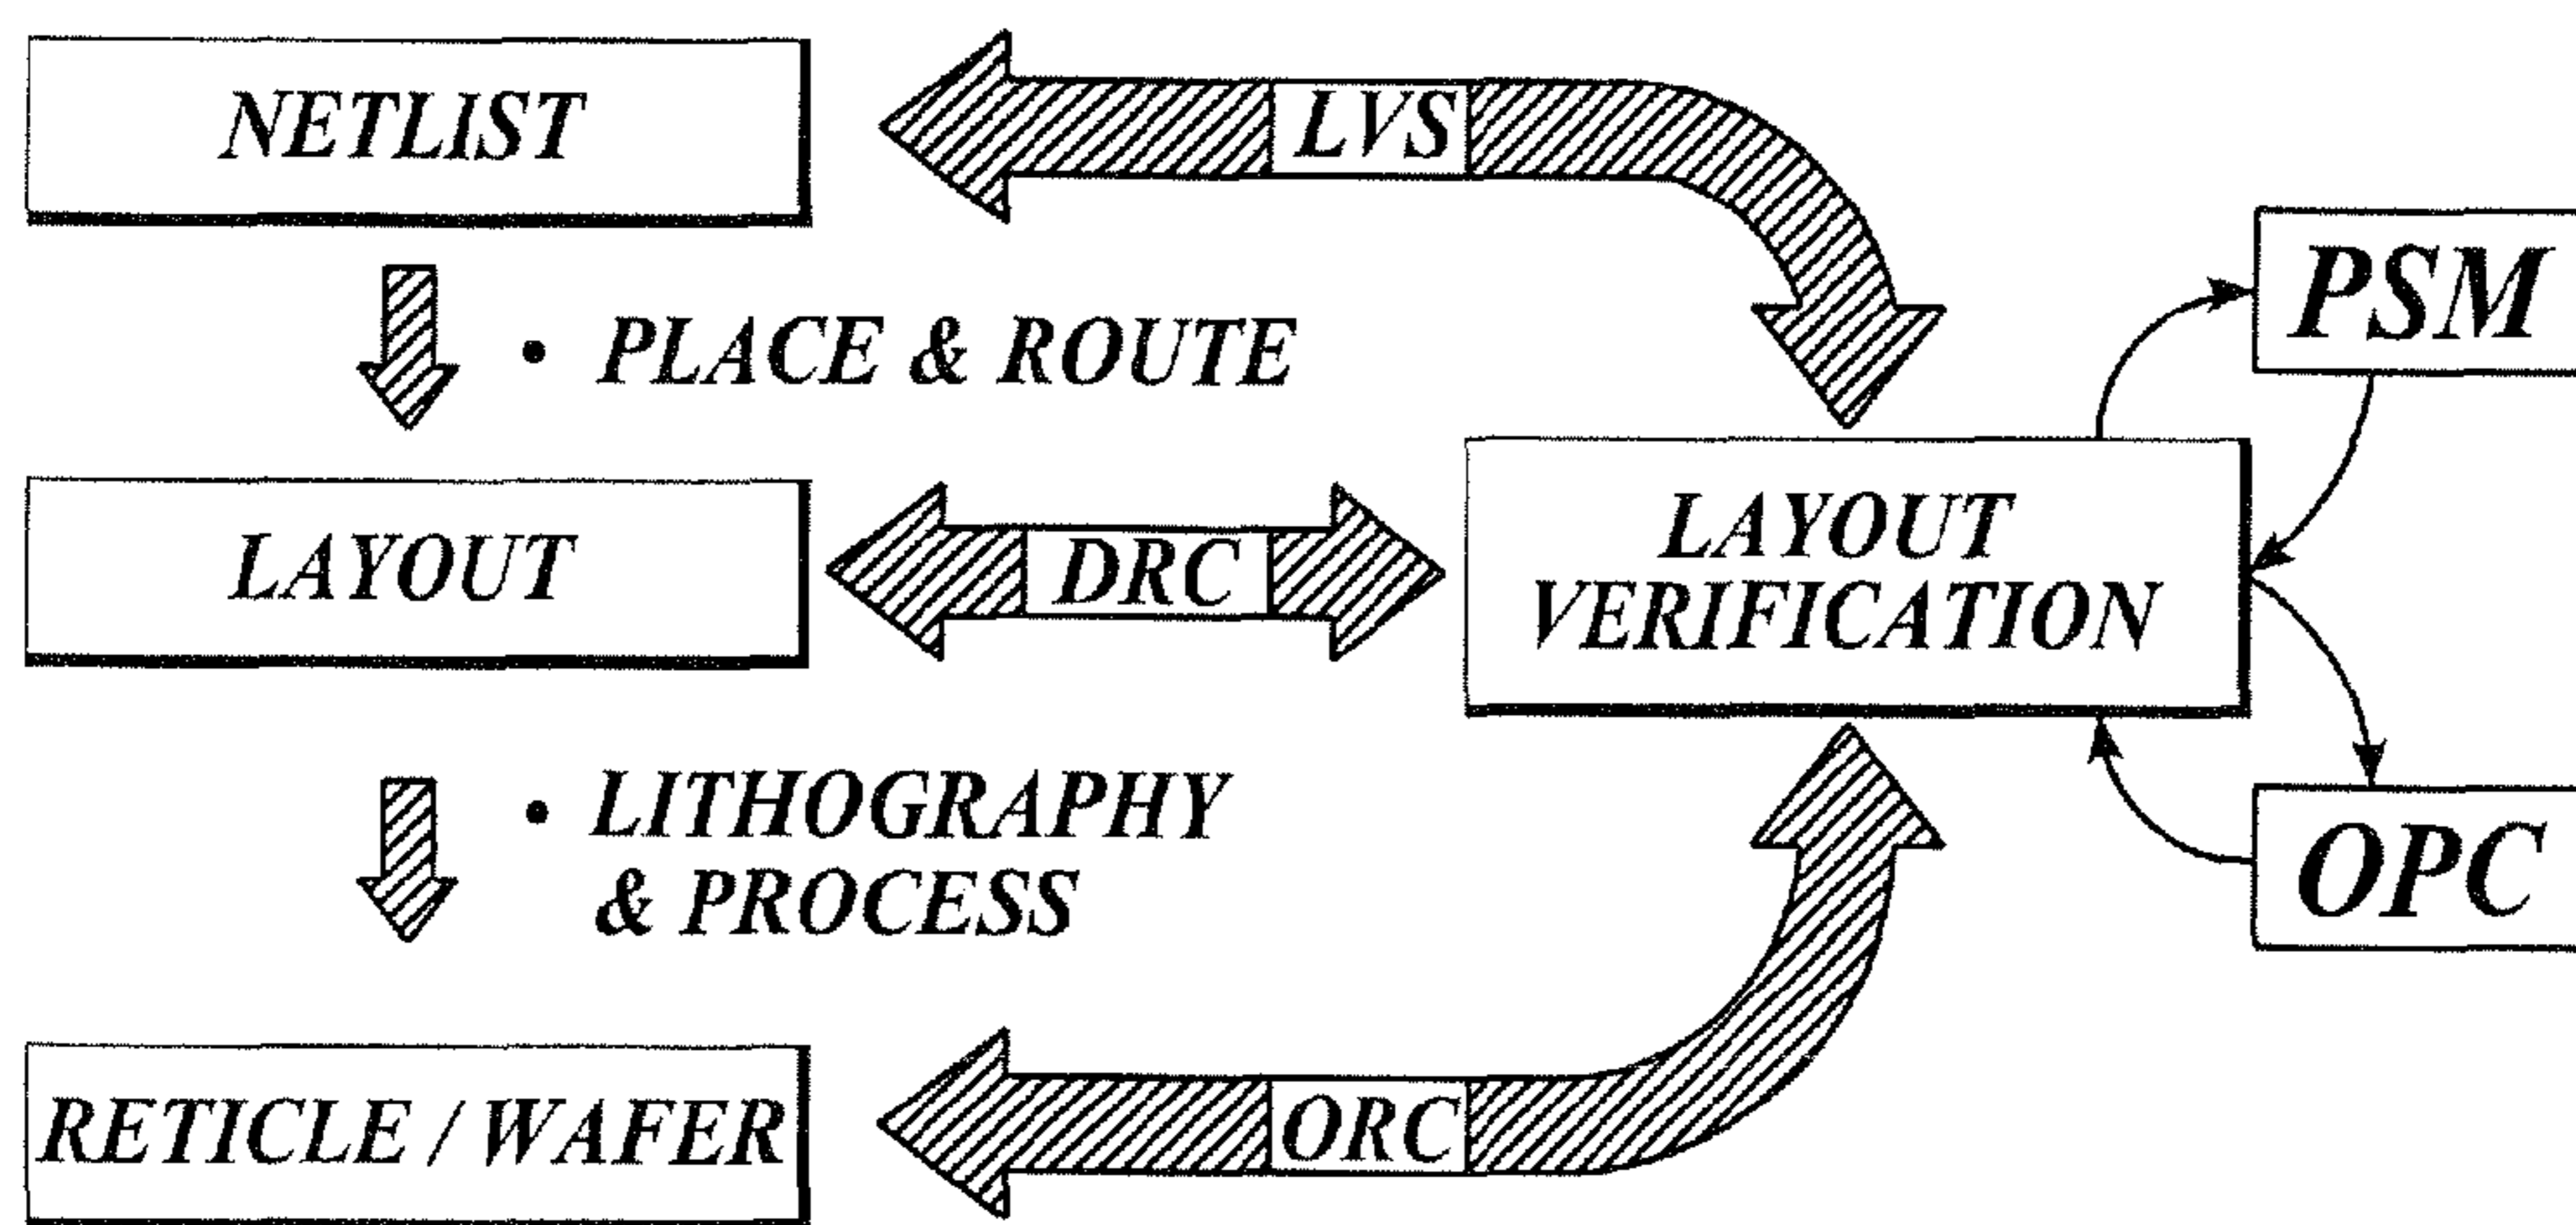 NETLIST
LVS
PSM
• PLACE & ROUTE
LAYOUT
DRC
LAYOUT
VERIFICATION
• LITHOGRAPHY
& PROCESS
OPC
RETICLE / WAFER
ORC